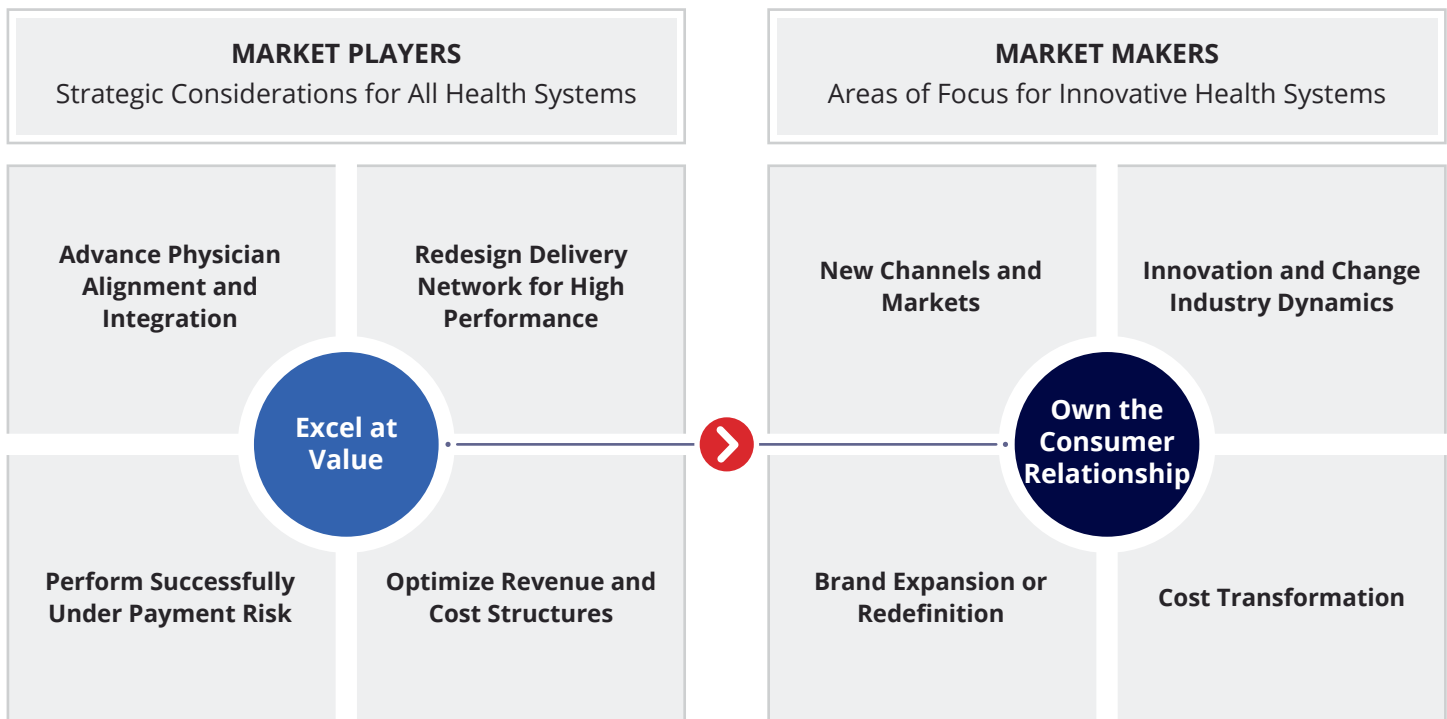 MARKET PLAYERS
Strategic Considerations for All Health Systems
Advance Physician
Alignment and
Integration
Redesign Delivery
Network for High
Performance
Excel at
Value
Perform Successfully
Under Payment Risk
Optimize Revenue and
Cost Structures
MARKET MAKERS
Areas of Focus for Innovative Health Systems
New Channels and
Markets
Innovation and Change
Industry Dynamics
Own the
Consumer
Relationship
Brand Expansion or
Redefinition
Cost Transformation